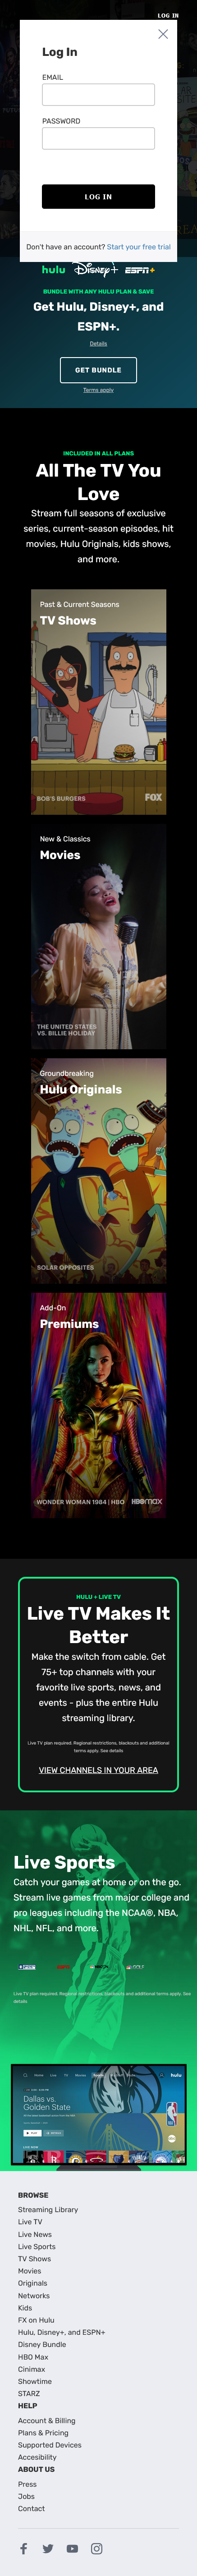 LOG IN
Log In
EMAIL
PASSWORD
LOG IN
Don't have an account? Start your free trial
hulu Disney+ ESPN+
BUNDLE WITH ANY HULU PLAN & SAVE
Get Hulu, Disney+, and
ESPN+.
Details
GET BUNDLE
Terms apply
INCLUDED IN ALL PLANS
All The TV You
Love
Stream full seasons of exclusive
series, current-season episodes, hit
movies, Hulu Originals, kids shows,
and more.
Past & Current Seasons
TV Shows
BOB'S BURGERS
FOX
New & Classics
Movies
THE UNITED STATES
VS. BILLIE HOLIDAY
Groundbreaking
Hulu Originals
SOLAR OPPOSITES
Add-On
Premiums
WONDER WOMAN 1984 | HBO
HBOMAX
HULU + LIVE TV
Live TV Makes It
Better
Make the switch from cable. Get
75+ top channels with your
favorite live sports, news, and
events - plus the entire Hulu
streaming library.
Live TV plan required. Regional restrictions, blackouts and additional
terms apply. See details
VIEW CHANNELS IN YOUR AREA
Live Sports
Catch your games at home or on the go.
Stream live games from major college and
pro leagues including the NCAA®, NBA,
NHL, NFL, and more.
Live TV plan required. Regional restrictions, blackouts and additional terms apply. See
details
hulu
Dallas vs.
Golden State
BROWSE
Streaming Library
Live TV
Live News
Live Sports
TV Shows
Movies
Originals
Networks
Kids
FX on Hulu
Hulu, Disney+, and ESPN+
Disney Bundle
HBO Max
Cinimax
Showtime
STARZ
HELP
Account & Billing
Plans & Pricing
Supported Devices
Accesibility
ABOUT US
Press
Jobs
Contact